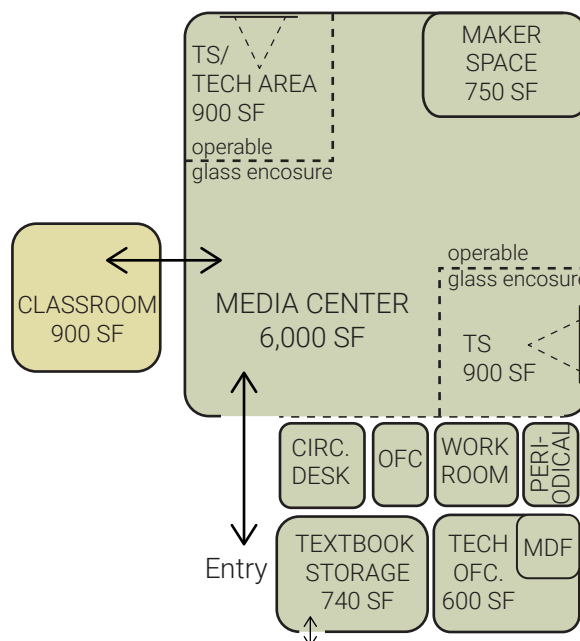 TS/
TECH AREA
900 SF
operable
glass encosure
MAKER
SPACE
750 SF
CLASSROOM
900 SF
MEDIA CENTER
6,000 SF
operable
glass encosure
TS
900 SF
CIRC.
DESK
OFC
WORK
ROOM
PERI-
ODICAL
Entry
TEXTBOOK
STORAGE
740 SF
TECH
OFC.
600 SF
MDF